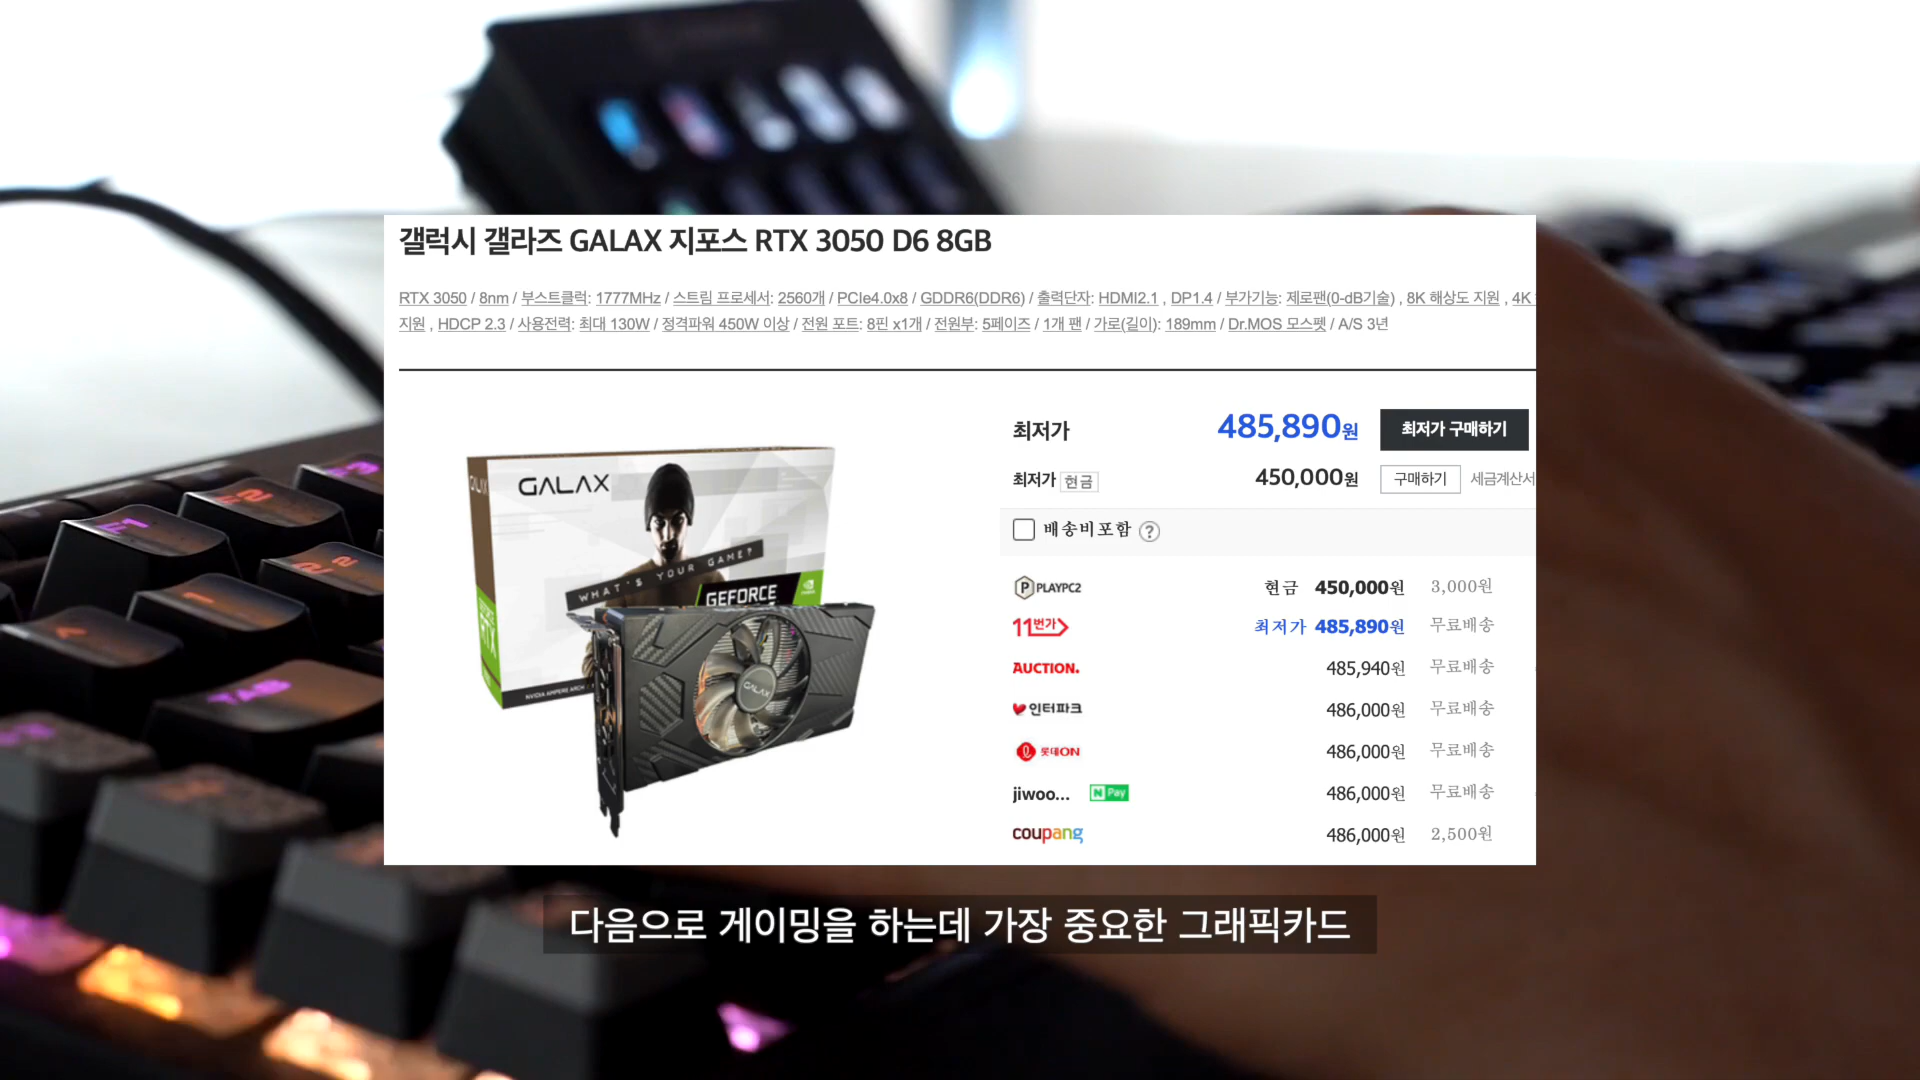 갤럭시 갤라즈 GALAX 지포스 RTX 3050 D6 8GB
RTX 3050 / 8nm / 부스트클럭: 1777MHz / 스트림 프로세서: 2560개 / PCIe4.0x8 / GDDR6(DDR6) / 출력단자: HDMI2.1 , DP1.4 / 부가기능: 제로팬(0-dB기술) , 8K 해상도 지원 , 4K
지원 , HDCP 2.3 / 사용전력: 최대 130W / 정격파워 450W 이상 / 전원 포트: 8핀 x1개 / 전원부: 5페이즈 / 1개 팬 / 가로(길이): 189mm / Dr.MOS 모스펫 / A/S 3년
최저가 485,890원 최저가 구매하기
최저가 현금 450,000원 구매하기 세금계산서
배송비포함 ?
PLAYPC2 현금 450,000원 3,000원
11번가 최저가 485,890원 무료배송
AUCTION. 485,940원 무료배송
인터파크 486,000원 무료배송
롯데ON 486,000원 무료배송
jiwoo... N Pay 486,000원 무료배송
coupang 486,000원 2,500원
GALAX
WHAT'S YOUR GAME?
GEFORCE
GALAX
NVIDIA AMPERE ARCH
F1
F2
F3
TAB
다음으로 게이밍을 하는데 가장 중요한 그래픽카드